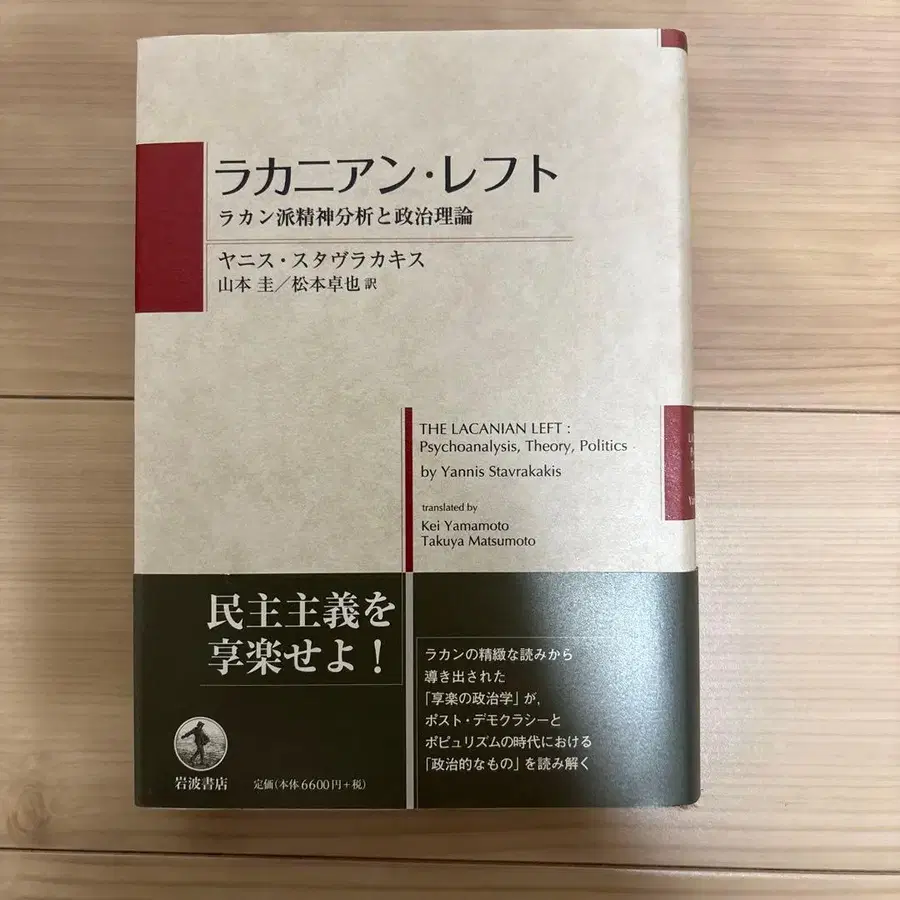 ラカニアン・レフト
ラカン派精神分析と政治理論
ヤニス・スタヴラカキス
山本 圭／松本卓也 訳
THE LACANIAN LEFT :
Psychoanalysis, Theory, Politics
by Yannis Stavrakakis
translated by
Kei Yamamoto
Takuya Matsumoto
民主主義を
享楽せよ！
ラカンの精緻な読みから
導き出された
「享楽の政治学」が，
ポスト・デモクラシーと
ポピュリズムの時代における
「政治的なもの」を読み解く
岩波書店
定価（本体 6600円＋税）